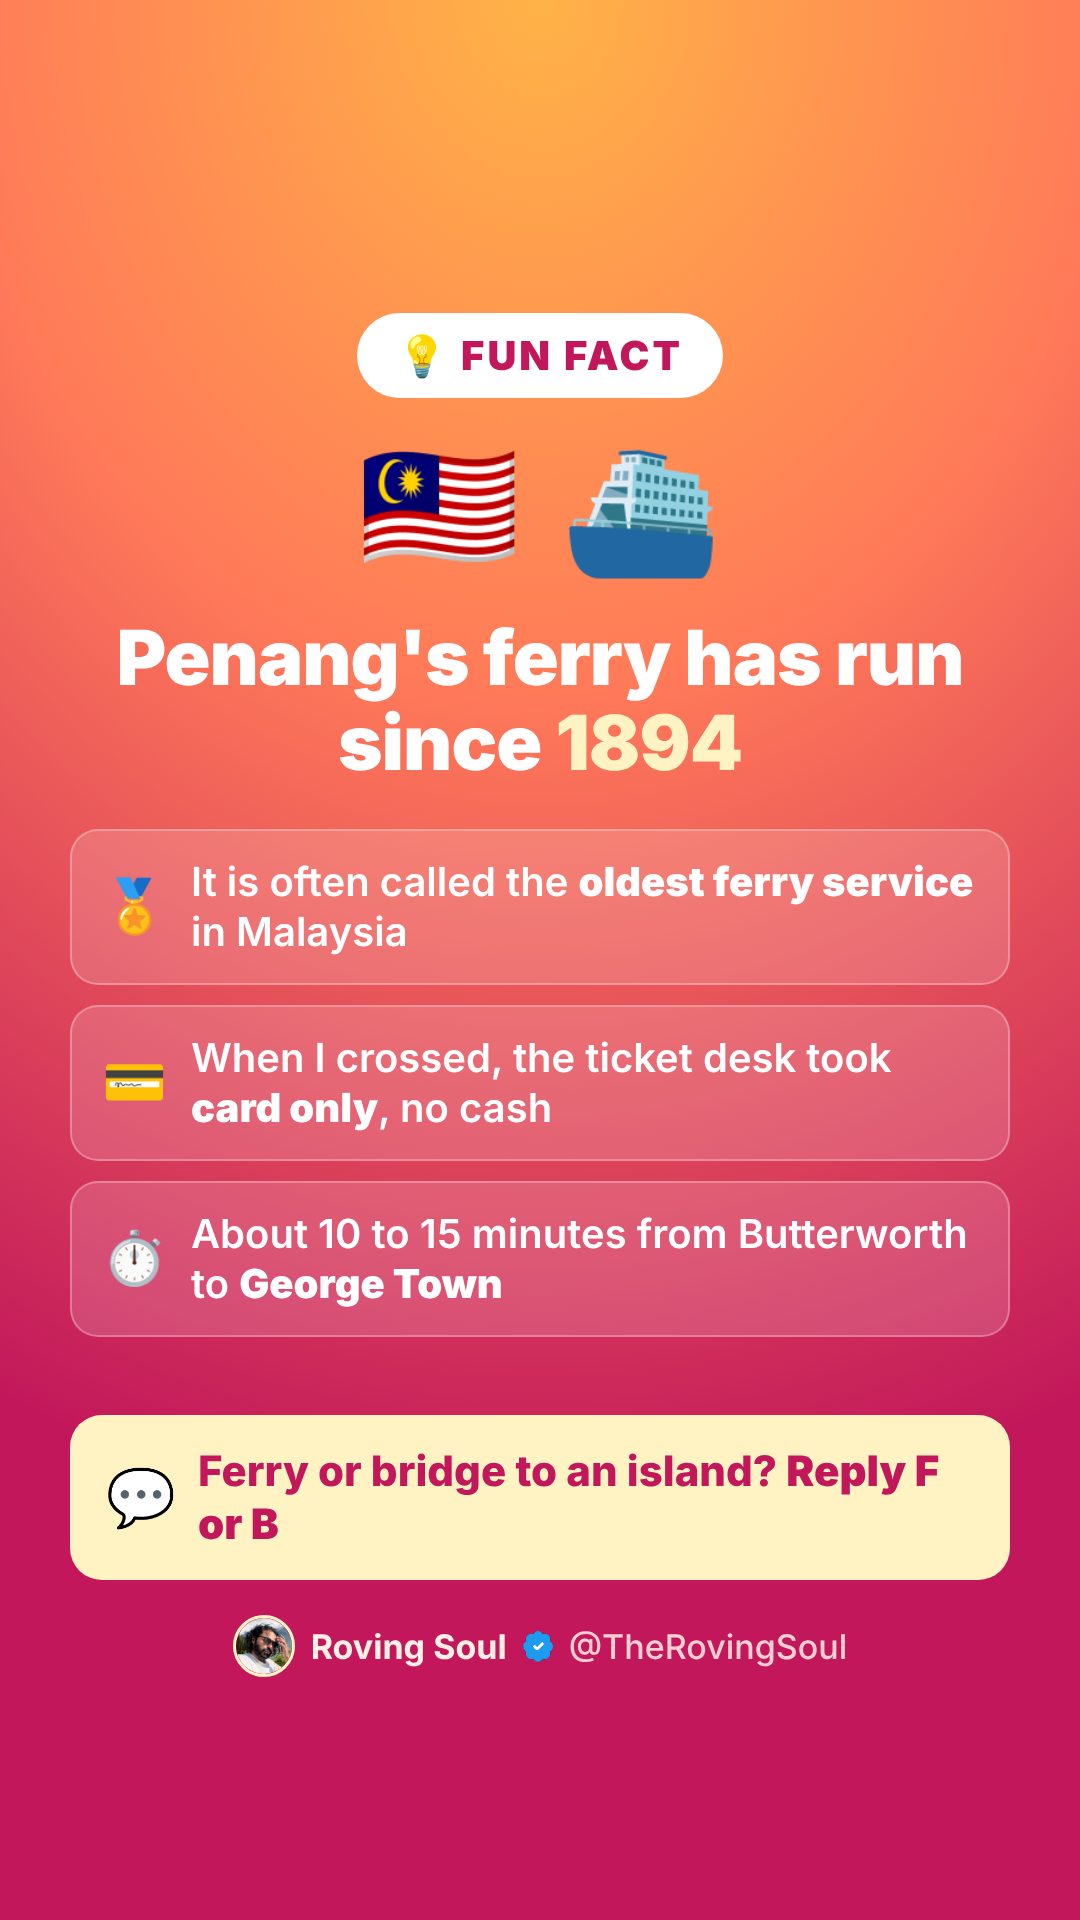 💡 FUN FACT
Penang's ferry has run
since 1894
It is often called the oldest ferry service
in Malaysia
When I crossed, the ticket desk took
card only, no cash
About 10 to 15 minutes from Butterworth
to George Town
Ferry or bridge to an island? Reply F
or B
Roving Soul @TheRovingSoul